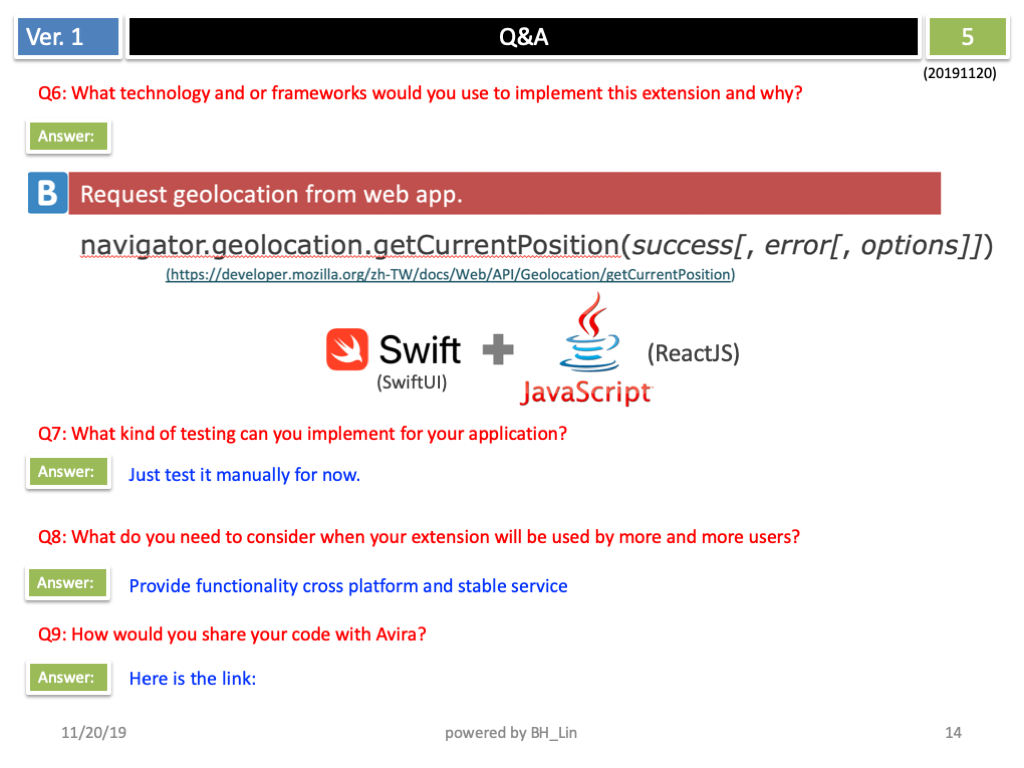 Ver. 1
Q&A
5
(20191120)
Q6: What technology and or frameworks would you use to implement this extension and why?
Answer:
B Request geolocation from web app.
navigator.geolocation.getCurrentPosition(success[, error[, options]])
(https://developer.mozilla.org/zh-TW/docs/Web/API/Geolocation/getCurrentPosition)
Swift
(SwiftUI)
JavaScript
(ReactJS)
Q7: What kind of testing can you implement for your application?
Answer: Just test it manually for now.
Q8: What do you need to consider when your extension will be used by more and more users?
Answer: Provide functionality cross platform and stable service
Q9: How would you share your code with Avira?
Answer: Here is the link:
11/20/19 powered by BH_Lin 14